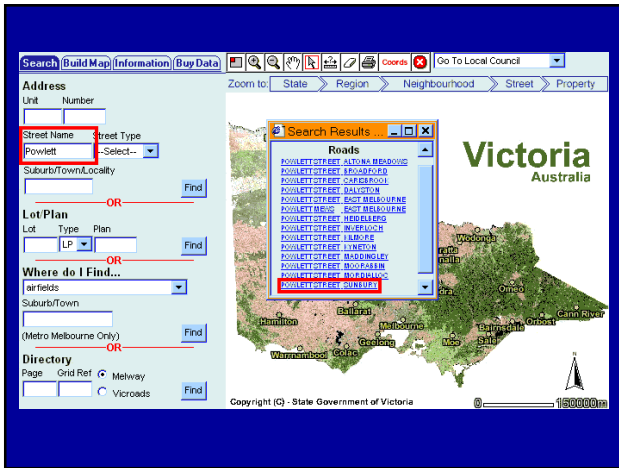 Search Build Map Information Buy Data
Coords
Go To Local Council
Zoom to: State Region Neighbourhood Street Property
Address
Unit Number
Street Name Street Type
Powlett --Select--
Suburb/Town/Locality
Find
OR
Lot/Plan
Lot Type Plan
LP
Find
OR
Where do I Find...
airfields
Suburb/Town
(Metro Melbourne Only) Find
OR
Directory
Page Grid Ref Melway
Vicroads Find
Search Results ...
Roads
POWLETT STREET ALTONA MEADOWS
POWLETT STREET BROADFORD
POWLETT STREET CARISBROOK
POWLETT STREET DALYSTON
POWLETT STREET EAST MELBOURNE
POWLETT MEWS EAST MELBOURNE
POWLETT STREET HEIDELBERG
POWLETT STREET INVERLOCH
POWLETT STREET KILMORE
POWLETT STREET KYNETON
POWLETT STREET MADDINGLEY
POWLETT STREET MOORABBIN
POWLETT STREET MORDIALLOC
POWLETT STREET SUNBURY
Victoria
Australia
Wodonga
Omeo
Cann River
Orbost
Bairnsdale
Sale
Moe
Melbourne
Ballarat
Geelong
Colac
Hamilton
Warrnambool
Copyright (C) - State Government of Victoria
0 150000m